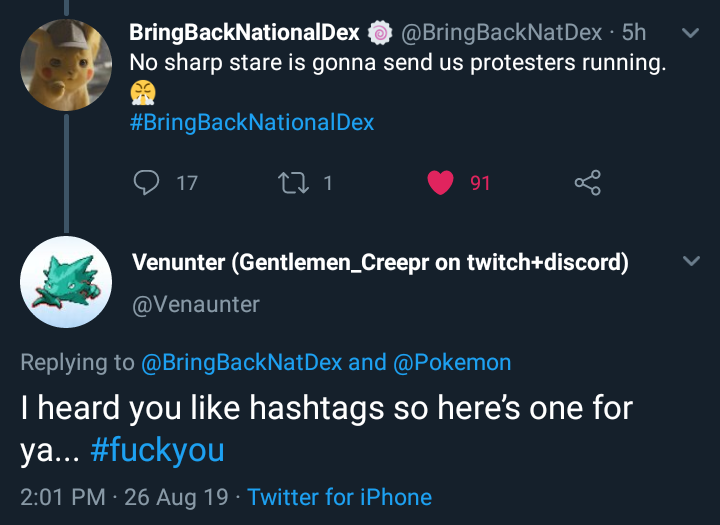 BringBackNationalDex 🍥 @BringBackNatDex · 5h
No sharp stare is gonna send us protesters running.
😤
#BringBackNationalDex
17 1 91
Venunter (Gentlemen_Creepr on twitch+discord)
@Venaunter
Replying to @BringBackNatDex and @Pokemon
I heard you like hashtags so here's one for
ya... #fuckyou
2:01 PM · 26 Aug 19 · Twitter for iPhone